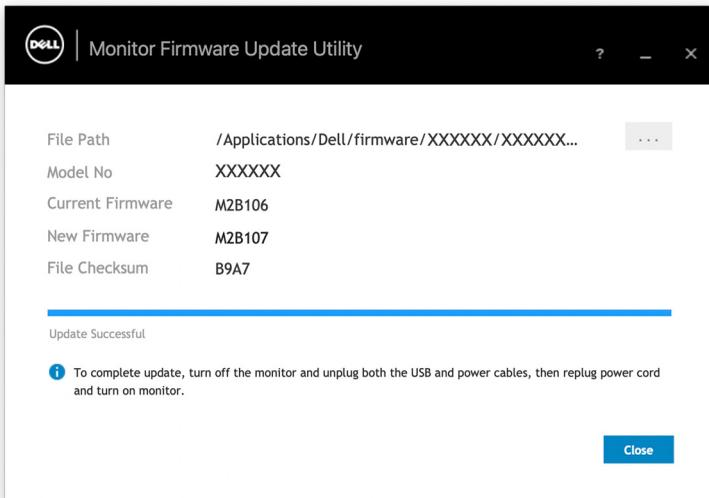 DELL Monitor Firmware Update Utility ? _ ×
File Path /Applications/Dell/firmware/XXXXXX/XXXXXX... ...
Model No XXXXXX
Current Firmware M2B106
New Firmware M2B107
File Checksum B9A7
Update Successful
i To complete update, turn off the monitor and unplug both the USB and power cables, then replug power cord
and turn on monitor.
Close